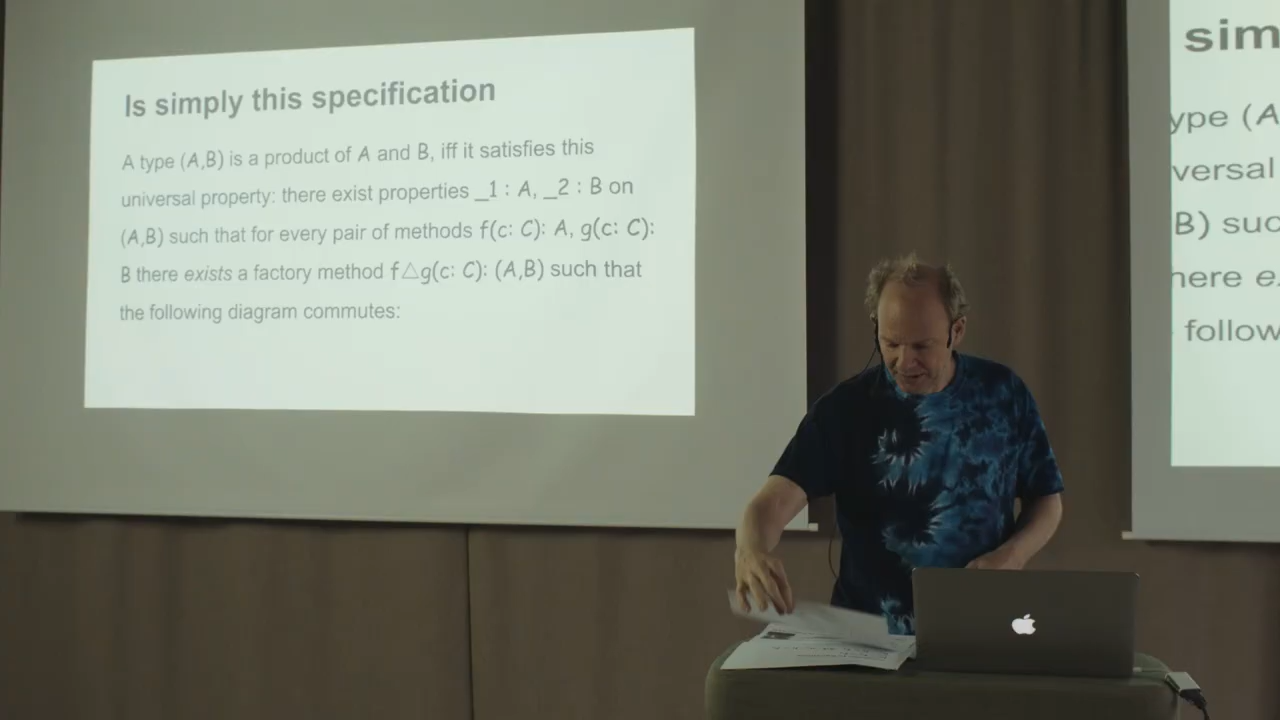 Is simply this specification
A type (A,B) is a product of A and B, iff it satisfies this
universal property: there exist properties _1 : A, _2 : B on
(A,B) such that for every pair of methods f(c: C): A, g(c: C):
B there exists a factory method f△g(c: C): (A,B) such that
the following diagram commutes:
sim
ype (A
versal
B) suc
here e
follow